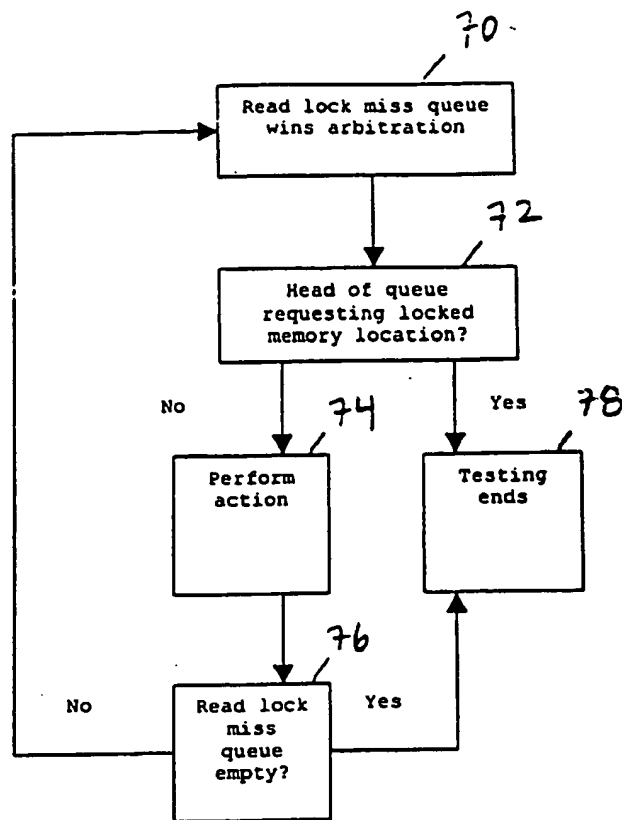 70
Read lock miss queue
wins arbitration
72
Head of queue
requesting locked
memory location?
No
Yes
74
78
Perform
action
Testing
ends
76
No
Read lock
miss
queue
empty?
Yes